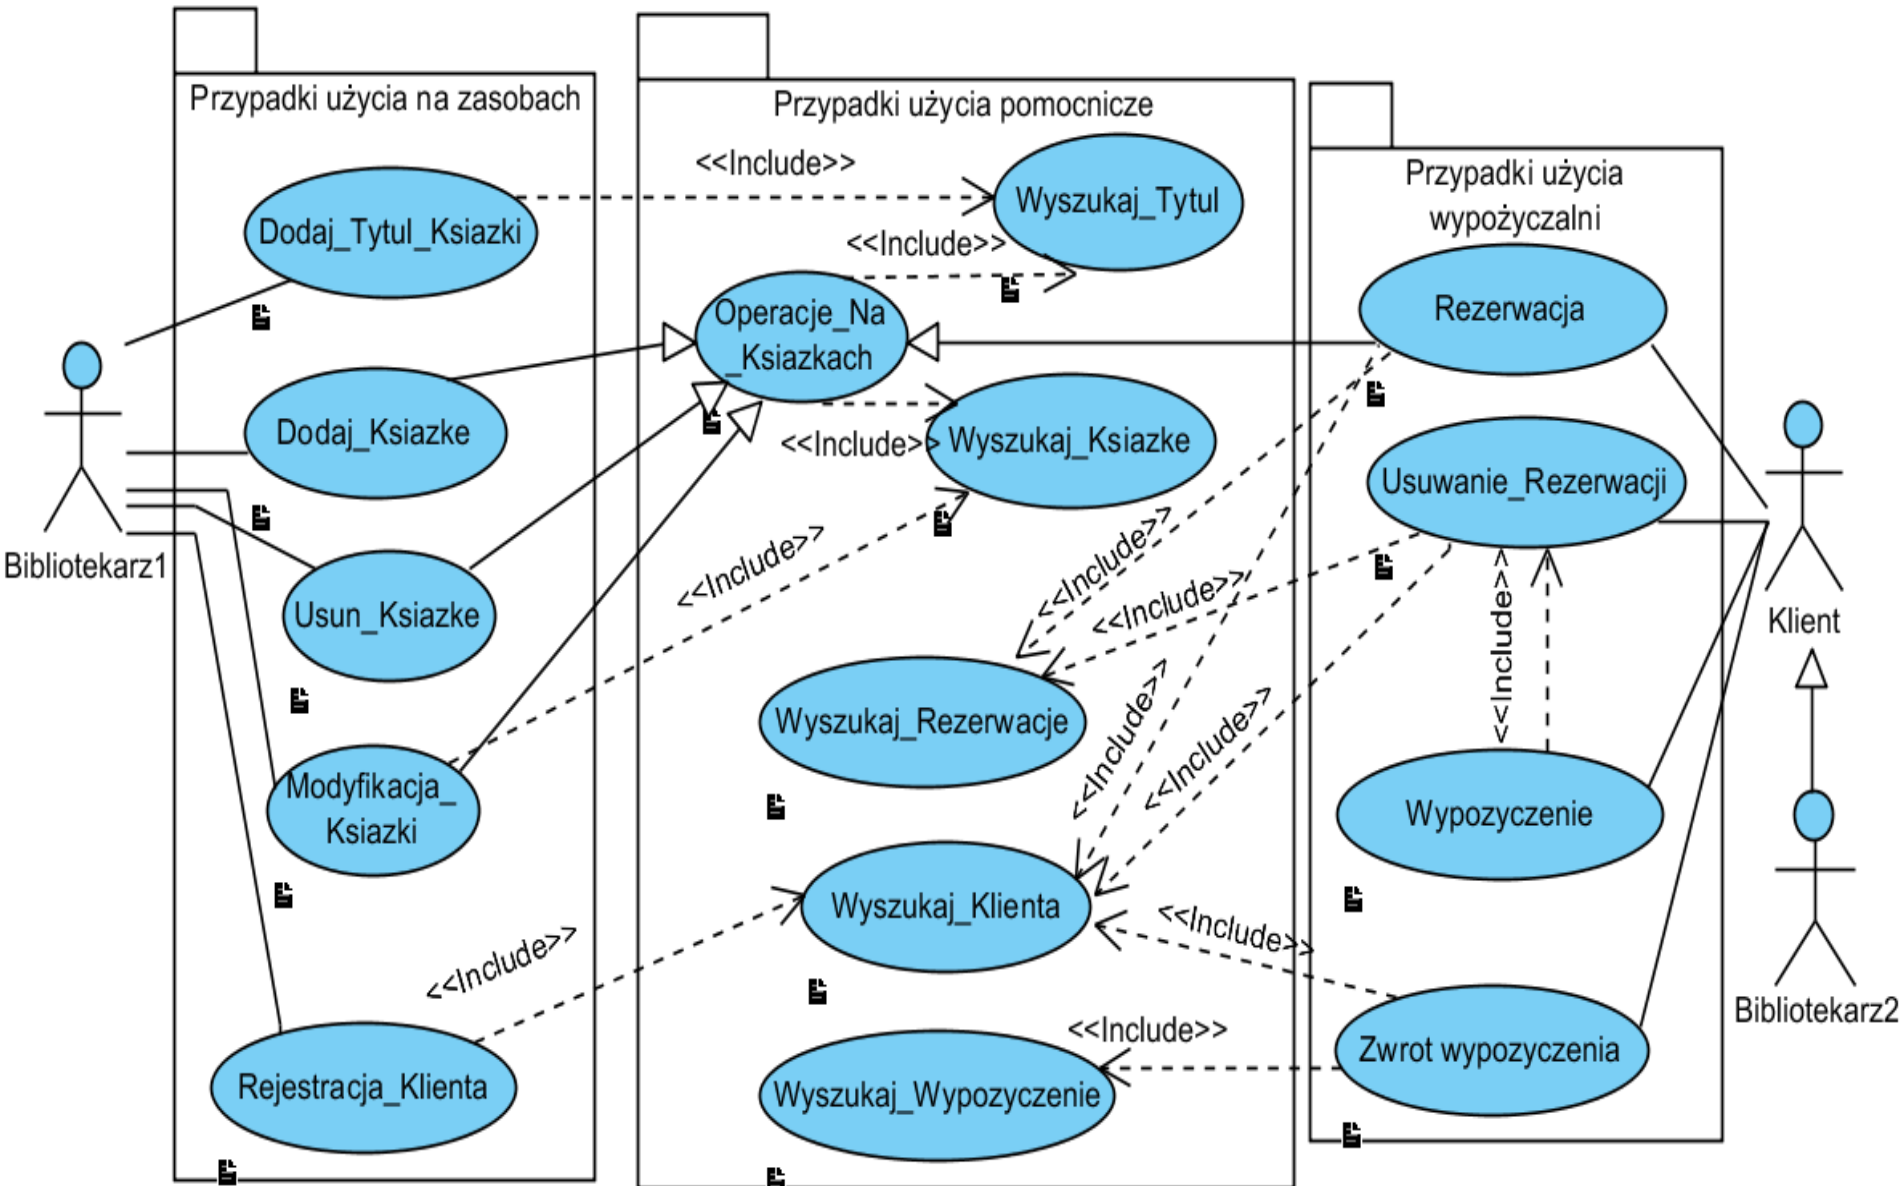 Przypadki użycia na zasobach
Dodaj_Tytul_Ksiazki
Dodaj_Ksiazke
Usun_Ksiazke
Modyfikacja_
Ksiazki
Rejestracja_Klienta
Bibliotekarz1
Przypadki użycia pomocnicze
<<Include>>
Wyszukaj_Tytul
<<Include>>
Operacje_Na
_Ksiazkach
<<Include>>
Wyszukaj_Ksiazke
<<Include>>
<<Include>>
<<Include>>
Wyszukaj_Rezerwacje
<<Include>>
<<Include>>
Wyszukaj_Klienta
<<Include>>
<<Include>>
<<Include>>
Wyszukaj_Wypozyczenie
Przypadki użycia
wypożyczalni
Rezerwacja
Usuwanie_Rezerwacji
<<Include>>
Wypozyczenie
Zwrot wypozyczenia
Klient
Bibliotekarz2